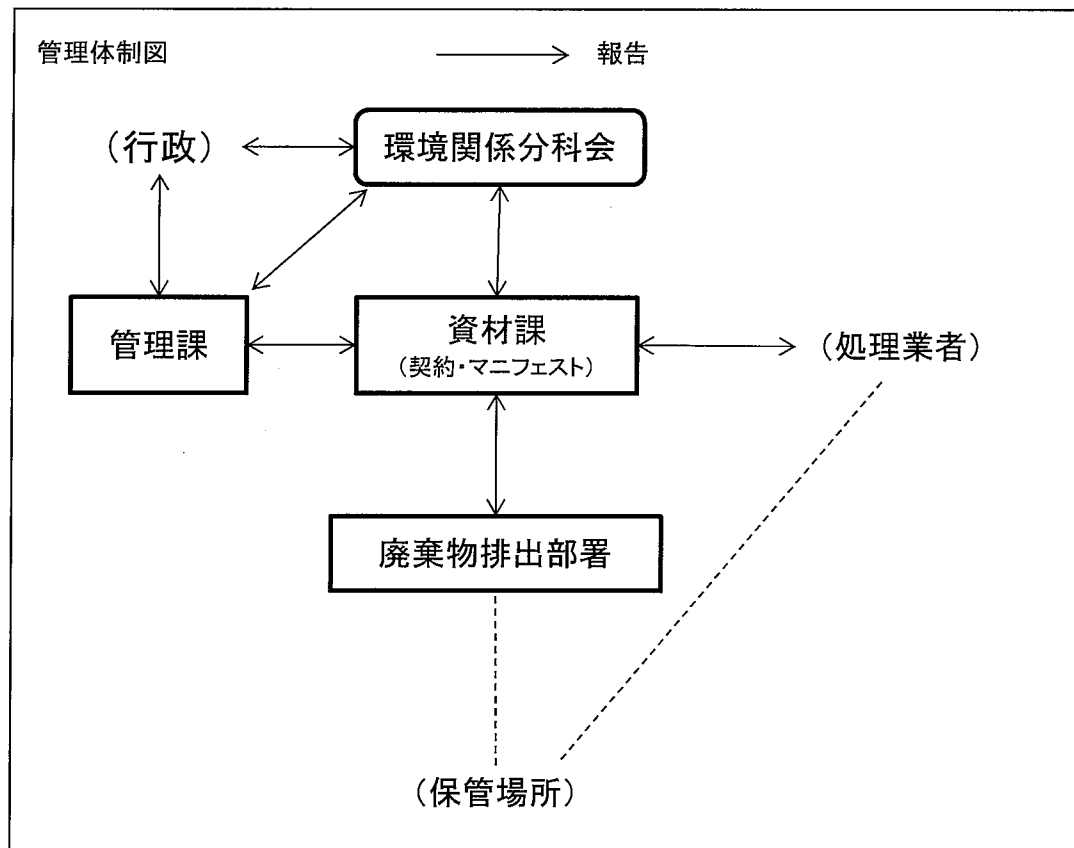 管理体制図
報告
（行政）
環境関係分科会
管理課
資材課
（契約・マニフェスト）
（処理業者）
廃棄物排出部署
（保管場所）